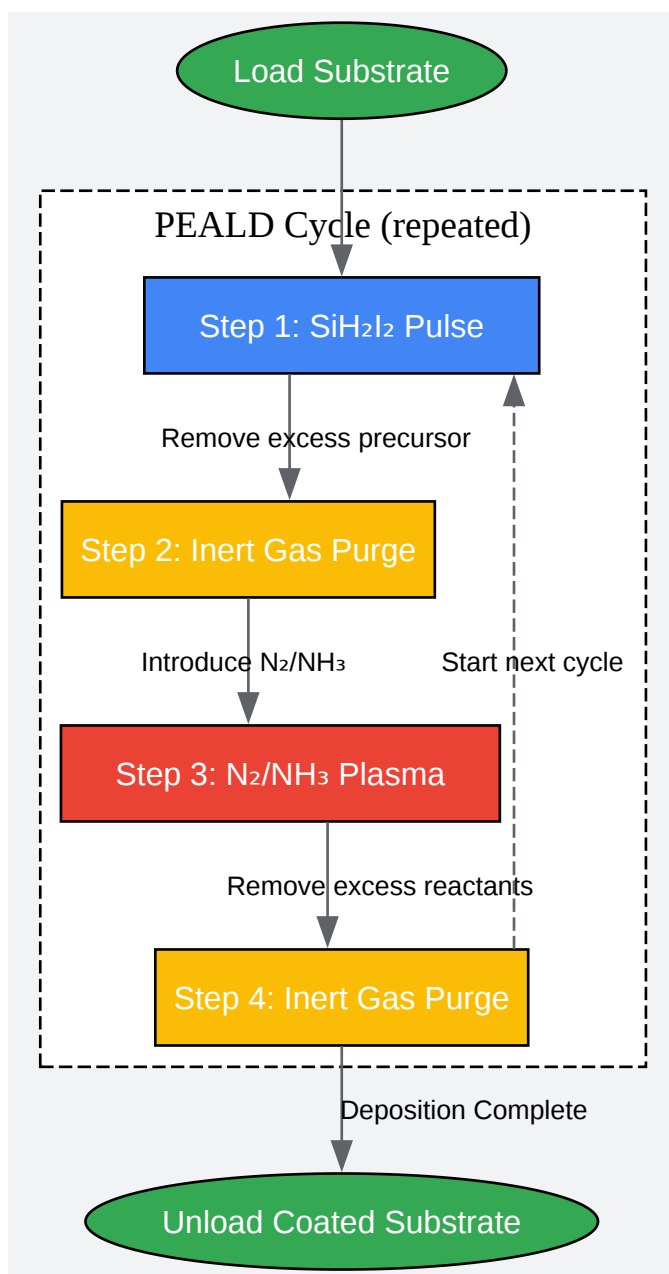 Load Substrate
PEALD Cycle (repeated)
Step 1: SiH₂I₂ Pulse
Remove excess precursor
Step 2: Inert Gas Purge
Introduce N₂/NH₃
Start next cycle
Step 3: N₂/NH₃ Plasma
Remove excess reactants
Step 4: Inert Gas Purge
Deposition Complete
Unload Coated Substrate